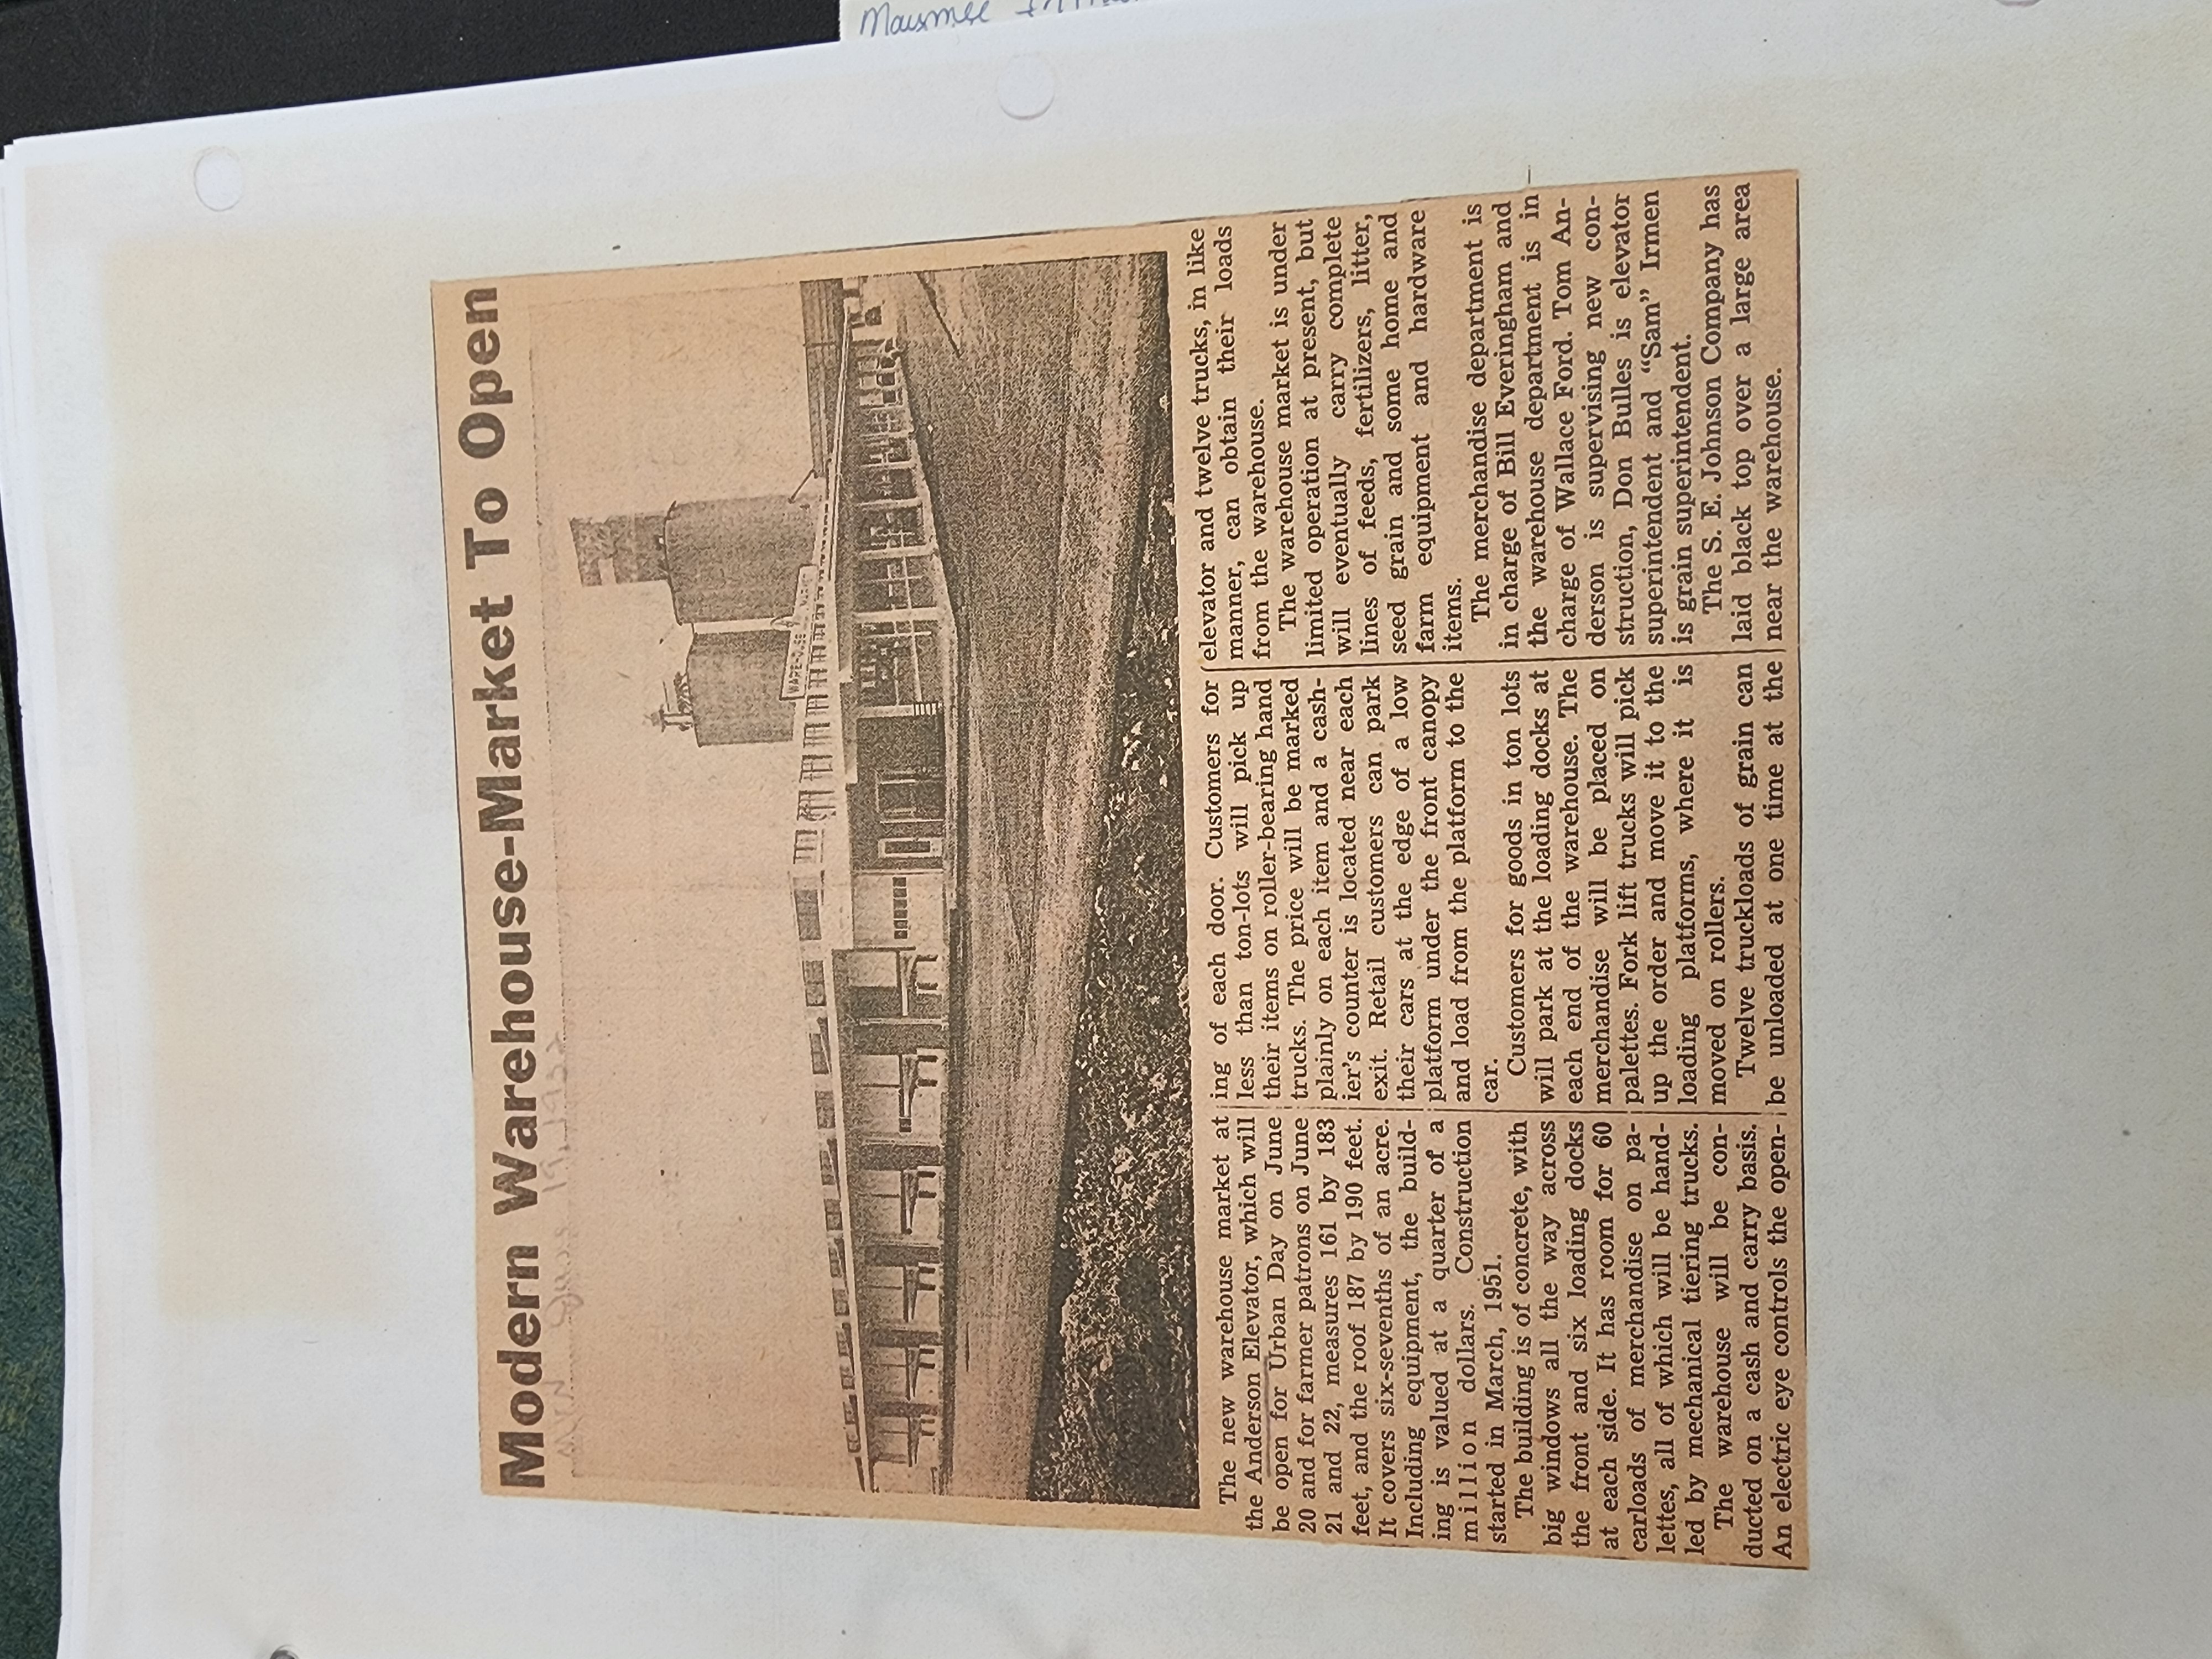 Maumee
Modern Warehouse-Market To Open
June 19, 1952
WAREHOUSE MARKET
The new warehouse market at
the Anderson Elevator, which will
be open for Urban Day on June
20 and for farmer patrons on June
21 and 22, measures 161 by 183
feet, and the roof 187 by 190 feet.
It covers six-sevenths of an acre.
Including equipment, the build-
ing is valued at a quarter of a
million dollars. Construction
started in March, 1951.
The building is of concrete, with
big windows all the way across
the front and six loading docks
at each side. It has room for 60
carloads of merchandise on pa-
lettes, all of which will be hand-
led by mechanical tiering trucks.
The warehouse will be con-
ducted on a cash and carry basis.
An electric eye controls the open-
ing of each door. Customers for
less than ton-lots will pick up
their items on roller-bearing hand
trucks. The price will be marked
plainly on each item and a cash-
ier's counter is located near each
exit. Retail customers can park
their cars at the edge of a low
platform under the front canopy
and load from the platform to the
car.
Customers for goods in ton lots
will park at the loading docks at
each end of the warehouse. The
merchandise will be placed on
palettes. Fork lift trucks will pick
up the order and move it to the
loading platforms, where it is
moved on rollers.
Twelve truckloads of grain can
be unloaded at one time at the
elevator and twelve trucks, in like
manner, can obtain their loads
from the warehouse.
The warehouse market is under
limited operation at present, but
will eventually carry complete
lines of feeds, fertilizers, litter,
seed grain and some home and
farm equipment and hardware
items.
The merchandise department is
in charge of Bill Everingham and
the warehouse department is in
charge of Wallace Ford. Tom An-
derson is supervising new con-
struction, Don Bulles is elevator
superintendent and "Sam" Irmen
is grain superintendent.
The S. E. Johnson Company has
laid black top over a large area
near the warehouse.